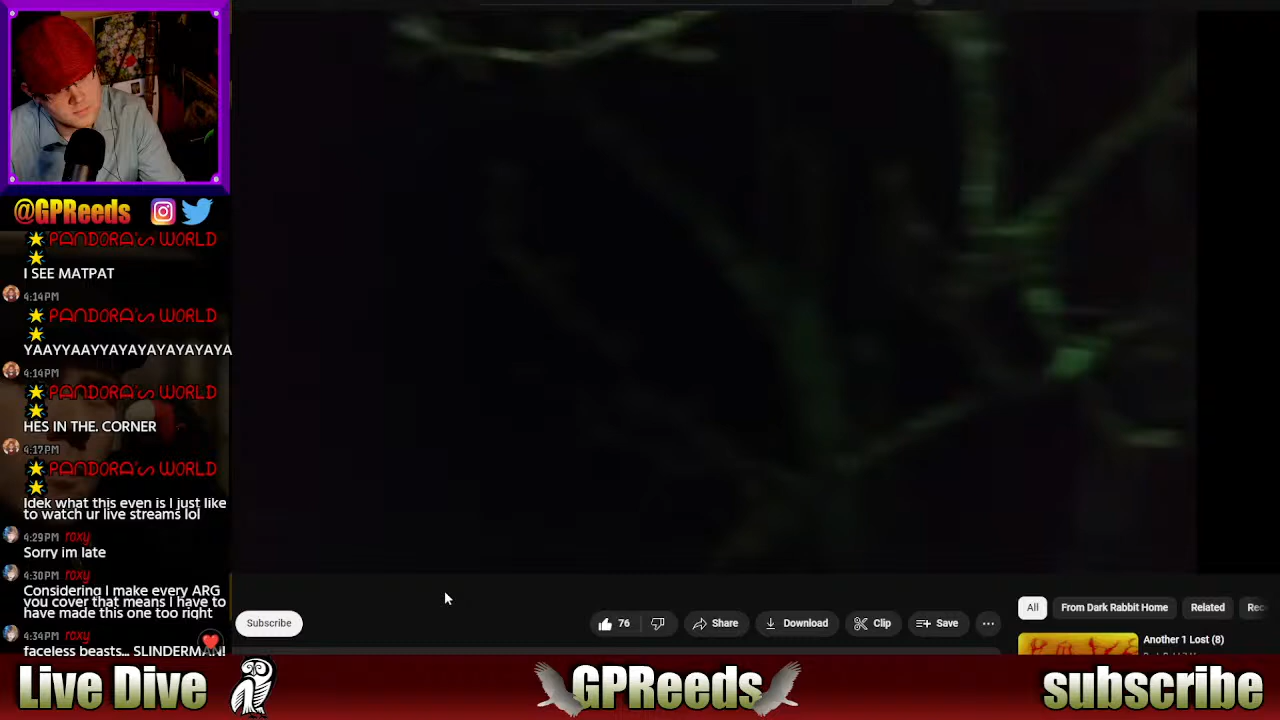 @GPReeds
PANDORA'S WORLD
I SEE MATPAT
4:14PM
PANDORA'S WORLD
YAAYYAAYYAYAYAYAYAYAYA
4:14PM
PANDORA'S WORLD
HES IN THE. CORNER
4:17PM
PANDORA'S WORLD
Idek what this even is I just like
to watch ur live streams lol
4:29PM roxy
Sorry im late
4:30PM roxy
Considering I make every ARG
you cover that means I have to
have made this one too right
4:34PM roxy
faceless beasts... SLINDERMAN!
Subscribe
76
Share
Download
Clip
Save
All
From Dark Rabbit Home
Related
Another 1 Lost (8)
Live Dive
GPReeds
subscribe